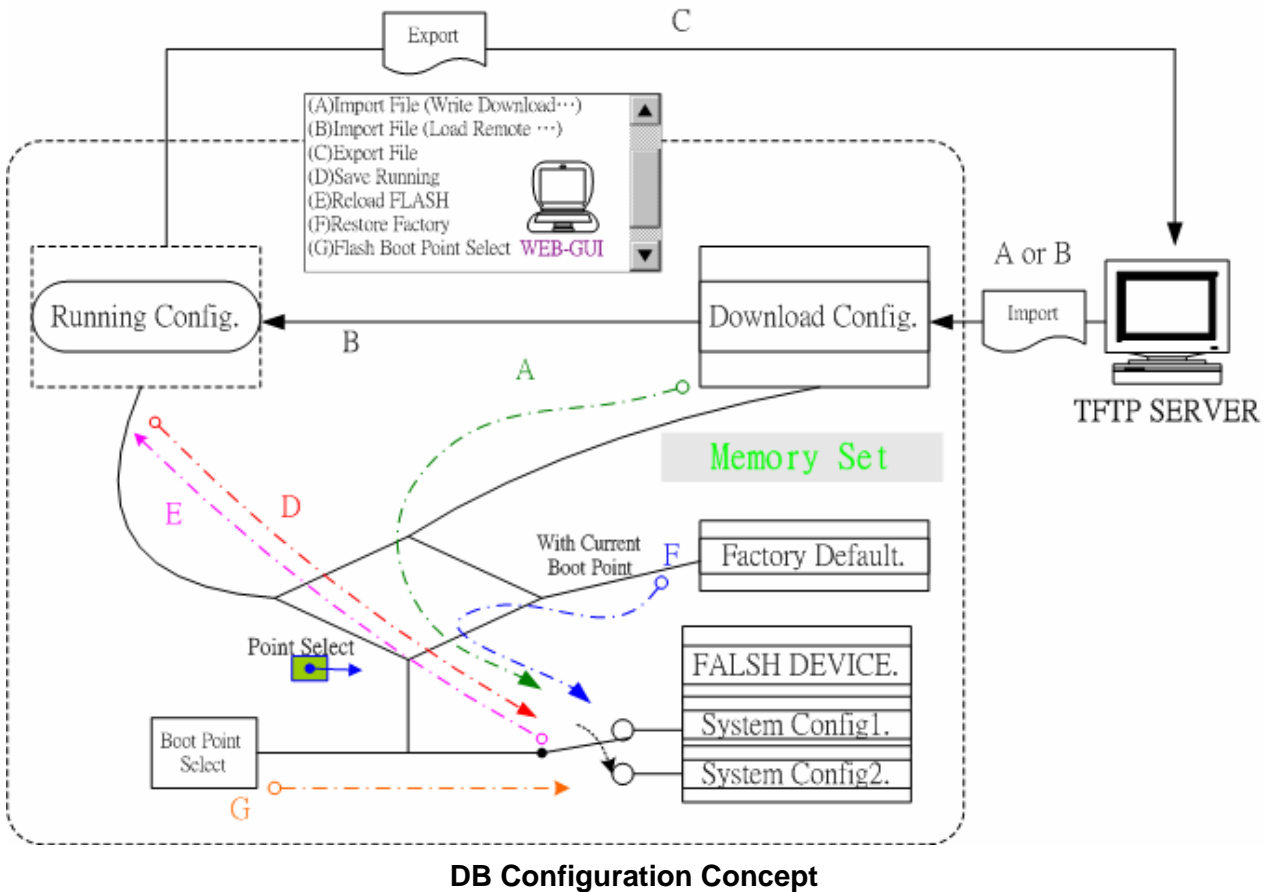 Export
C
(A)Import File (Write Download⋯)
(B)Import File (Load Remote ⋯)
(C)Export File
(D)Save Running
(E)Reload FLASH
(F)Restore Factory
(G)Flash Boot Point Select WEB-GUI
A or B
Running Config.
Download Config.
Import
B
A
TFTP SERVER
Memory Set
E
D
With Current
Boot Point
F
Factory Default.
Point Select
FALSH DEVICE.
System Config1.
Boot Point
Select
System Config2.
G
DB Configuration Concept